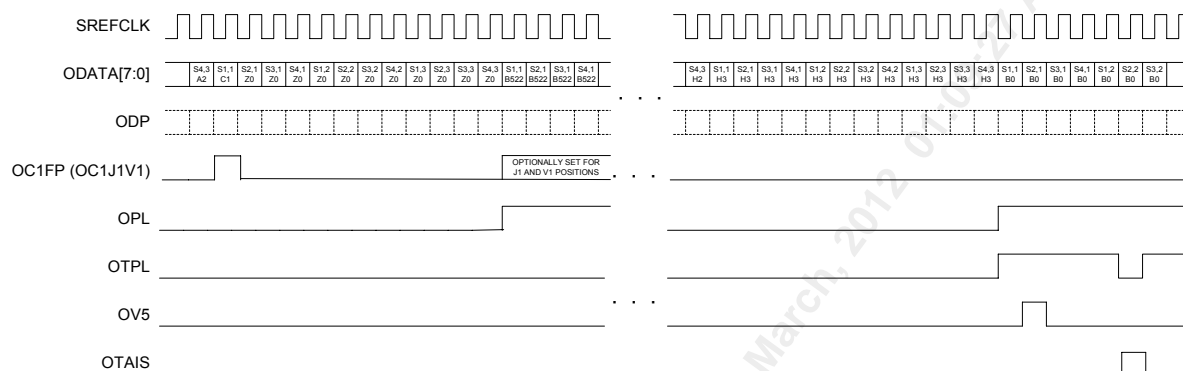 SREFCLK
ODATA[7:0]
S4,3 S1,1 S2,1 S3,1 S4,1 S1,2 S2,2 S3,2 S4,2 S1,3 S2,3 S3,3 S4,3 S1,1 S2,1 S3,1 S4,1
A2 C1 Z0 Z0 Z0 Z0 Z0 Z0 Z0 Z0 Z0 Z0 Z0 B522 B522 B522 B522
. . .
S4,3 S1,1 S2,1 S3,1 S4,1 S1,2 S2,2 S3,2 S4,2 S1,3 S2,3 S3,3 S4,3 S1,1 S2,1 S3,1 S4,1 S1,2 S2,2 S3,2
H2 H3 H3 H3 H3 H3 H3 H3 H3 H3 H3 H3 H3 B0 B0 B0 B0 B0 B0 B0
ODP
OC1FP (OC1J1V1)
OPTIONALLY SET FOR
J1 AND V1 POSITIONS
. . .
OPL
OTPL
. . .
OV5
OTAIS
March, 2012 01:0